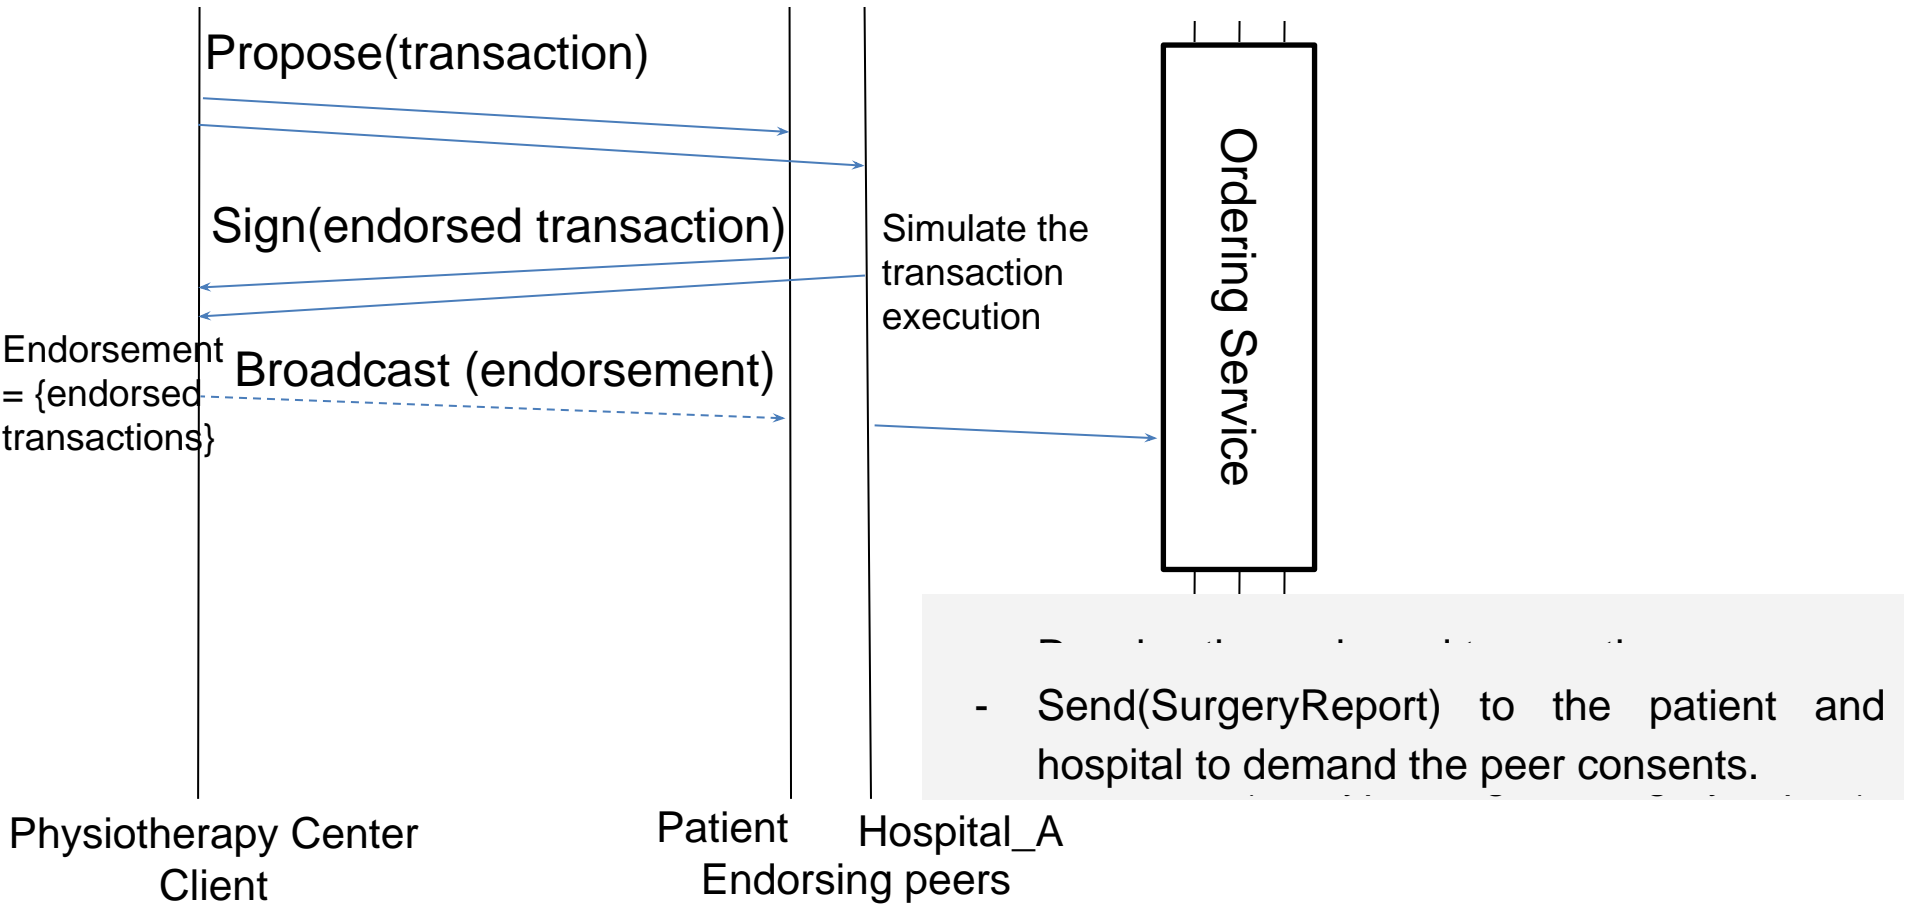 Propose(transaction)
Sign(endorsed transaction)
Simulate the
transaction
execution
Ordering Service
Endorsement
= {endorsed
transactions}
Broadcast (endorsement)
- Send(SurgeryReport) to the patient and
hospital to demand the peer consents.
Physiotherapy Center
Client
Patient
Hospital_A
Endorsing peers